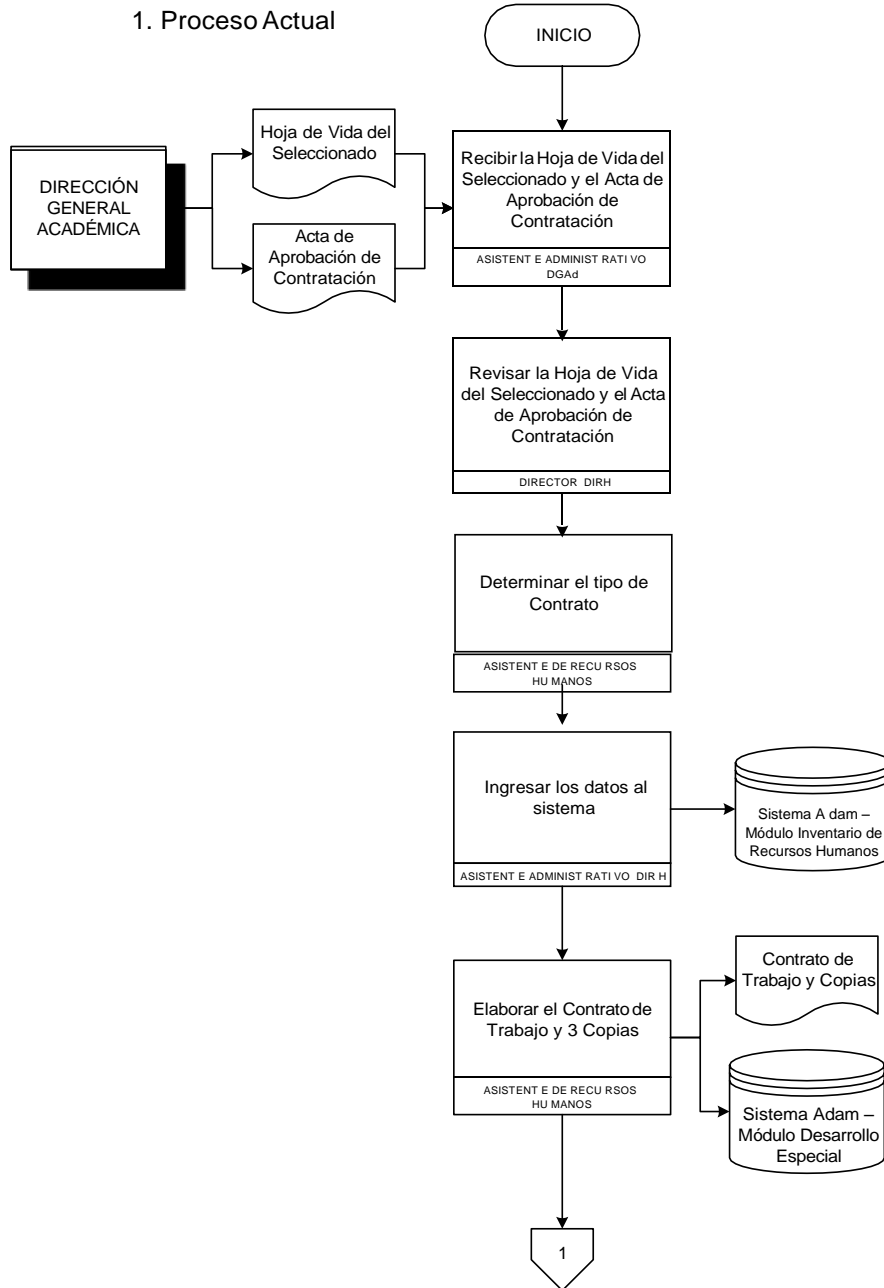 1. Proceso Actual
INICIO
DIRECCIÓN
GENERAL
ACADÉMICA
Hoja de Vida del
Seleccionado
Acta de
Aprobación de
Contratación
Recibir la Hoja de Vida del
Seleccionado y el Acta de
Aprobación de
Contratación
ASISTENT E ADMINIST RATI VO
DGAd
Revisar la Hoja de Vida
del Seleccionado y el Acta
de Aprobación de
Contratación
DIRECTOR DIRH
Determinar el tipo de
Contrato
ASISTENT E DE RECU RSOS
HU MANOS
Ingresar los datos al
sistema
ASISTENT E ADMINIST RATI VO DIR H
Sistema A dam –
Módulo Inventario de
Recursos Humanos
Elaborar el Contrato de
Trabajo y 3 Copias
ASISTENT E DE RECU RSOS
HU MANOS
Contrato de
Trabajo y Copias
Sistema Adam –
Módulo Desarrollo
Especial
1